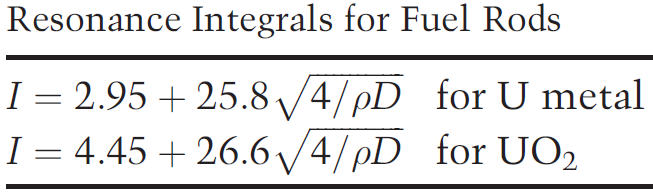 Resonance Integrals for Fuel Rods
I = 2.95 + 25.8√4/ρD for U metal
I = 4.45 + 26.6√4/ρD for UO₂